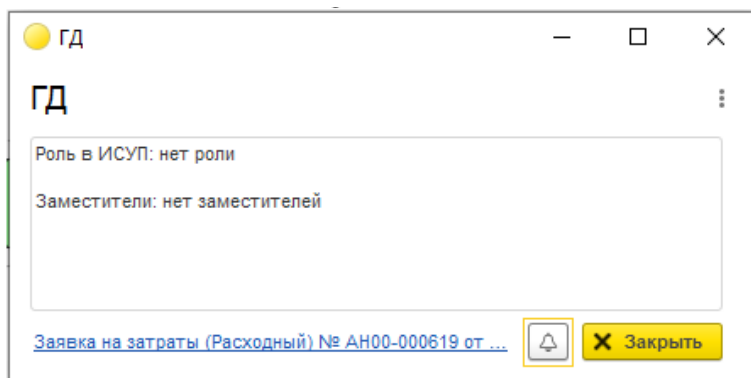 ГД
ГД
Роль в ИСУП: нет роли
Заместители: нет заместителей
Заявка на затраты (Расходный) № АН00-000619 от ...
Закрыть